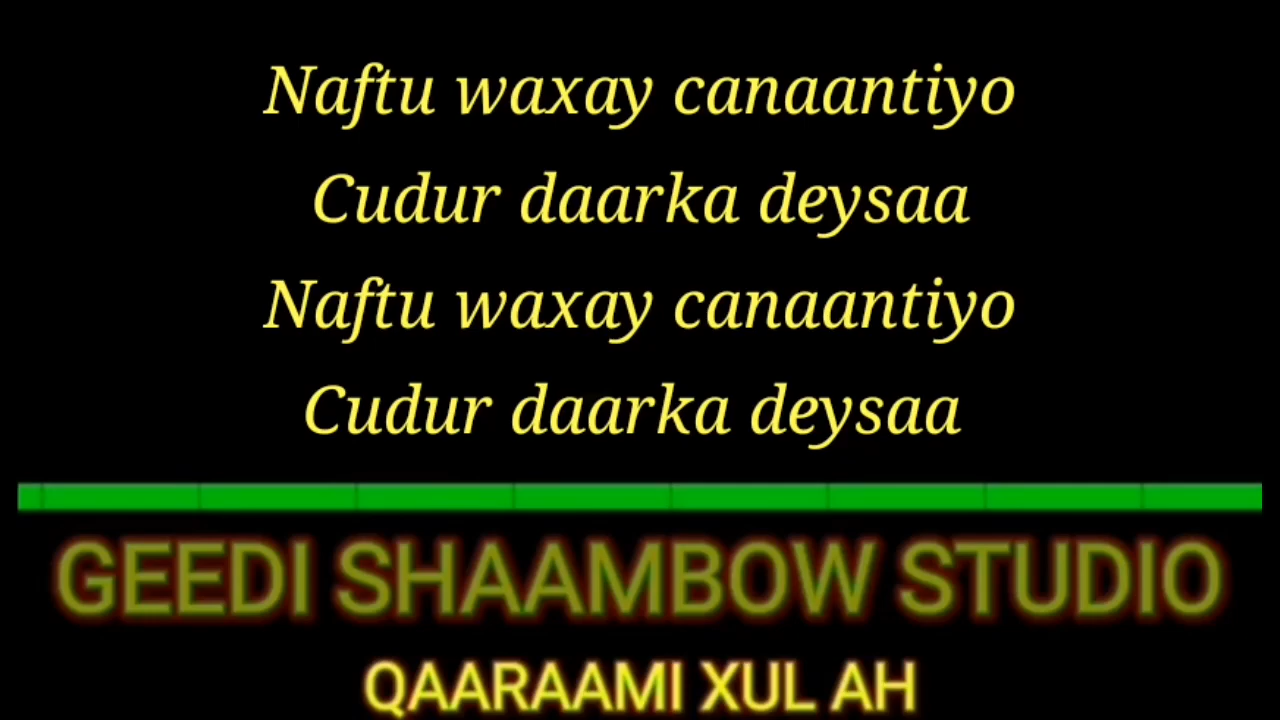 Naftu waxay canaantiyo
Cudur daarka deysaa
Naftu waxay canaantiyo
Cudur daarka deysaa
GEEDI SHAAMBOW STUDIO
QAARAAMI XUL AH